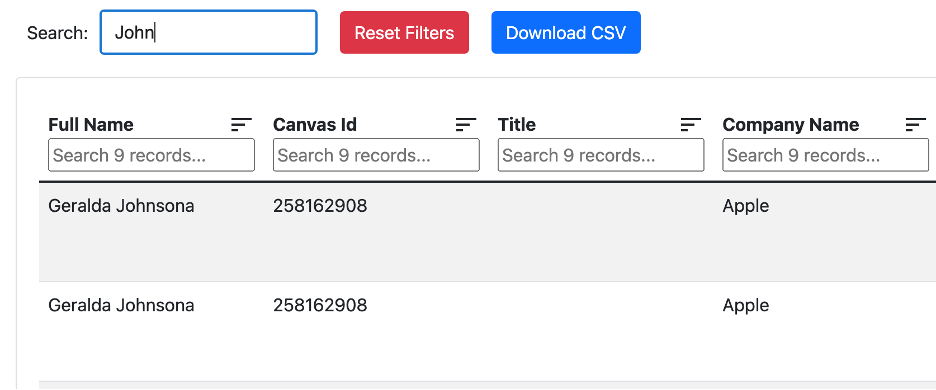 Search: John Reset Filters Download CSV
Full Name Canvas Id Title Company Name
Search 9 records... Search 9 records... Search 9 records... Search 9 records...
Geralda Johnsona 258162908 Apple
Geralda Johnsona 258162908 Apple